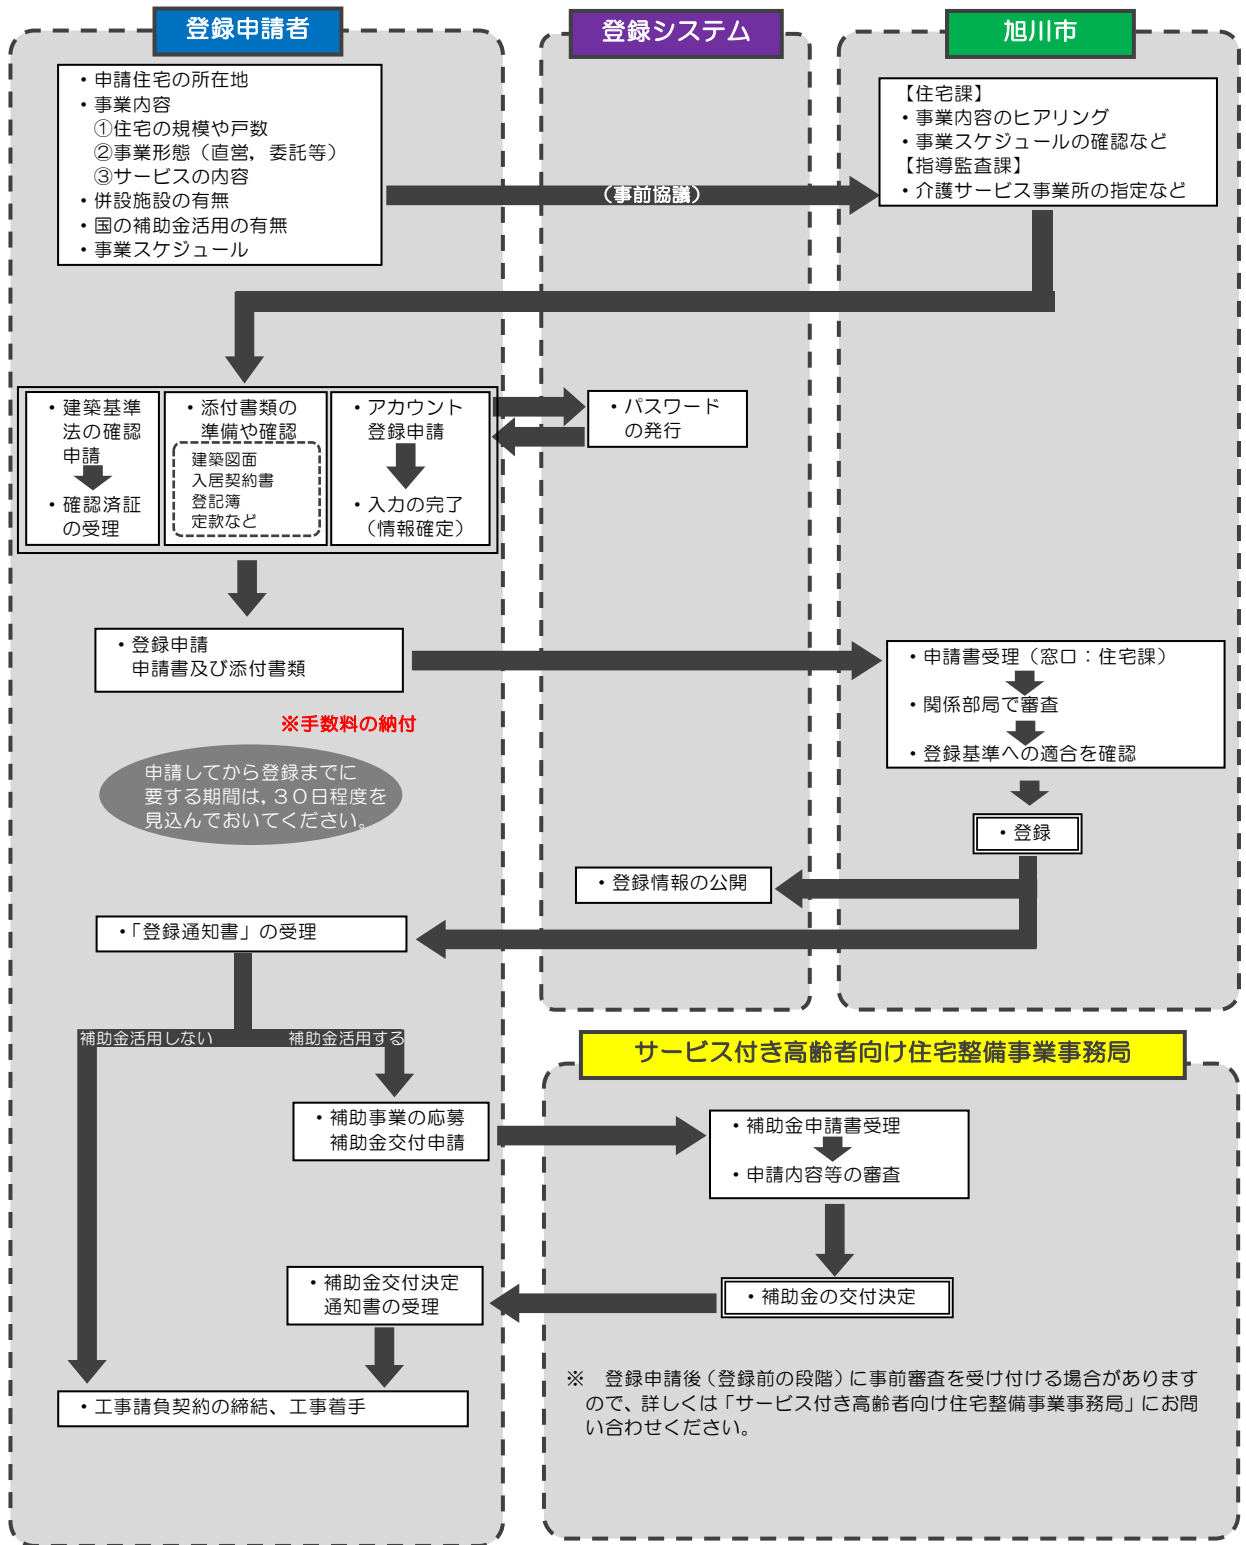 登録申請者
登録システム
旭川市
・申請住宅の所在地
・事業内容
①住宅の規模や戸数
②事業形態（直営，委託等）
③サービスの内容
・併設施設の有無
・国の補助金活用の有無
・事業スケジュール
（事前協議）
【住宅課】
・事業内容のヒアリング
・事業スケジュールの確認など
【指導監査課】
・介護サービス事業所の指定など
・建築基準
法の確認
申請
・確認済証
の受理
・添付書類の
準備や確認
建築図面
入居契約書
登記簿
定款など
・アカウント
登録申請
・入力の完了
（情報確定）
・パスワード
の発行
・登録申請
申請書及び添付書類
※手数料の納付
申請してから登録までに
要する期間は，３０日程度を
見込んでおいてください。
・申請書受理（窓口：住宅課）
・関係部局で審査
・登録基準への適合を確認
・登録
・登録情報の公開
・「登録通知書」の受理
補助金活用しない
補助金活用する
サービス付き高齢者向け住宅整備事業事務局
・補助事業の応募
補助金交付申請
・補助金申請書受理
・申請内容等の審査
・補助金の交付決定
・補助金交付決定
通知書の受理
・工事請負契約の締結、工事着手
※　登録申請後（登録前の段階）に事前審査を受け付ける場合があります
ので、詳しくは「サービス付き高齢者向け住宅整備事業事務局」にお問
い合わせください。